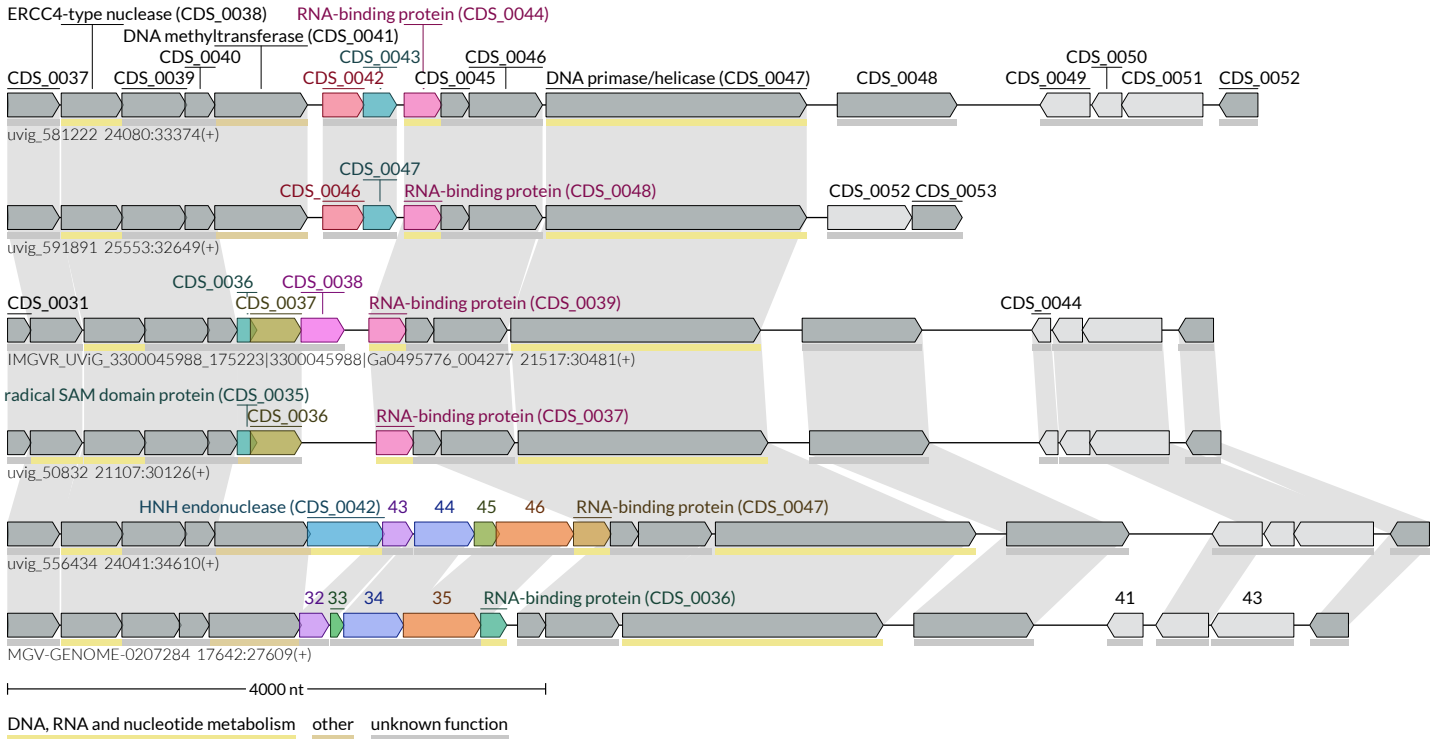 ERCC4-type nuclease (CDS_0038) RNA-binding protein (CDS_0044)
DNA methyltransferase (CDS_0041)
CDS_0040 CDS_0043 CDS_0046 CDS_0050
CDS_0037 CDS_0039 CDS_0042 CDS_0045 DNA primase/helicase (CDS_0047) CDS_0048 CDS_0049 CDS_0051 CDS_0052
uvig_581222 24080:33374(+)
CDS_0047
CDS_0046 RNA-binding protein (CDS_0048) CDS_0052 CDS_0053
uvig_591891 25553:32649(+)
CDS_0036 CDS_0038
CDS_0031 CDS_0037 RNA-binding protein (CDS_0039) CDS_0044
IMGVR_UViG_3300045988_175223|3300045988|Ga0495776_004277 21517:30481(+)
radical SAM domain protein (CDS_0035)
CDS_0036 RNA-binding protein (CDS_0037)
uvig_50832 21107:30126(+)
HNH endonuclease (CDS_0042) 43 44 45 46 RNA-binding protein (CDS_0047)
uvig_556434 24041:34610(+)
32 33 34 35 RNA-binding protein (CDS_0036) 41 43
MGV-GENOME-0207284 17642:27609(+)
4000 nt
DNA, RNA and nucleotide metabolism other unknown function